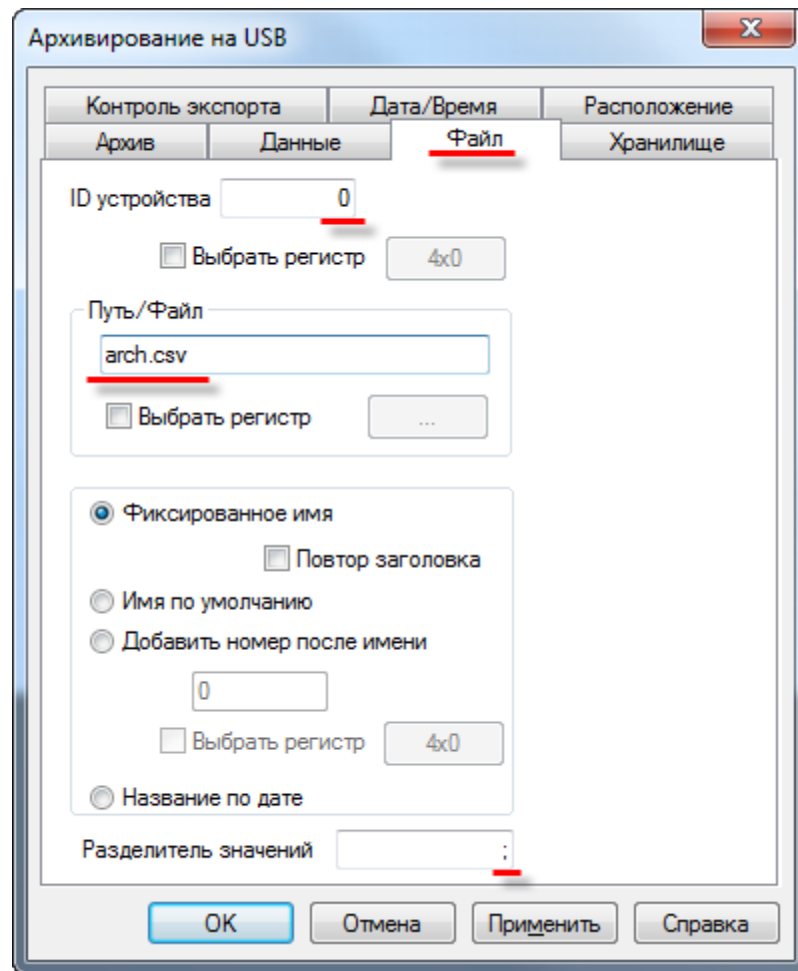 Архивирование на USB
Контроль экспорта Дата/Время Расположение
Архив Данные Файл Хранилище
ID устройства 0
Выбрать регистр 4x0
Путь/Файл
arch.csv
Выбрать регистр ...
Фиксированное имя
Повтор заголовка
Имя по умолчанию
Добавить номер после имени
0
Выбрать регистр 4x0
Название по дате
Разделитель значений ;
OK Отмена Применить Справка